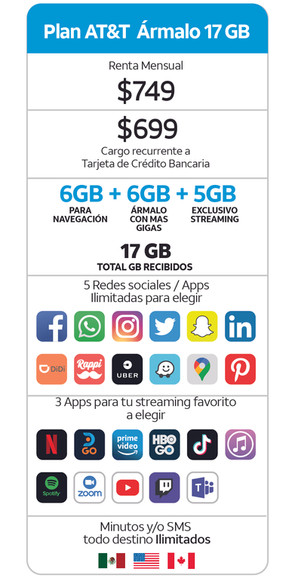 Plan AT&T Ármalo 17 GB
Renta Mensual
$749
$699
Cargo recurrente a
Tarjeta de Crédito Bancaria
6GB + 6GB + 5GB
PARA NAVEGACIÓN
ÁRMALO CON MAS GIGAS
EXCLUSIVO STREAMING
17 GB
TOTAL GB RECIBIDOS
5 Redes sociales / Apps
Ilimitadas para elegir
in
DiDi
Rappi
UBER
3 Apps para tu streaming favorito
a elegir
N
GO
prime video
HBO GO
Spotify
zoom
T
Minutos y/o SMS
todo destino Ilimitados